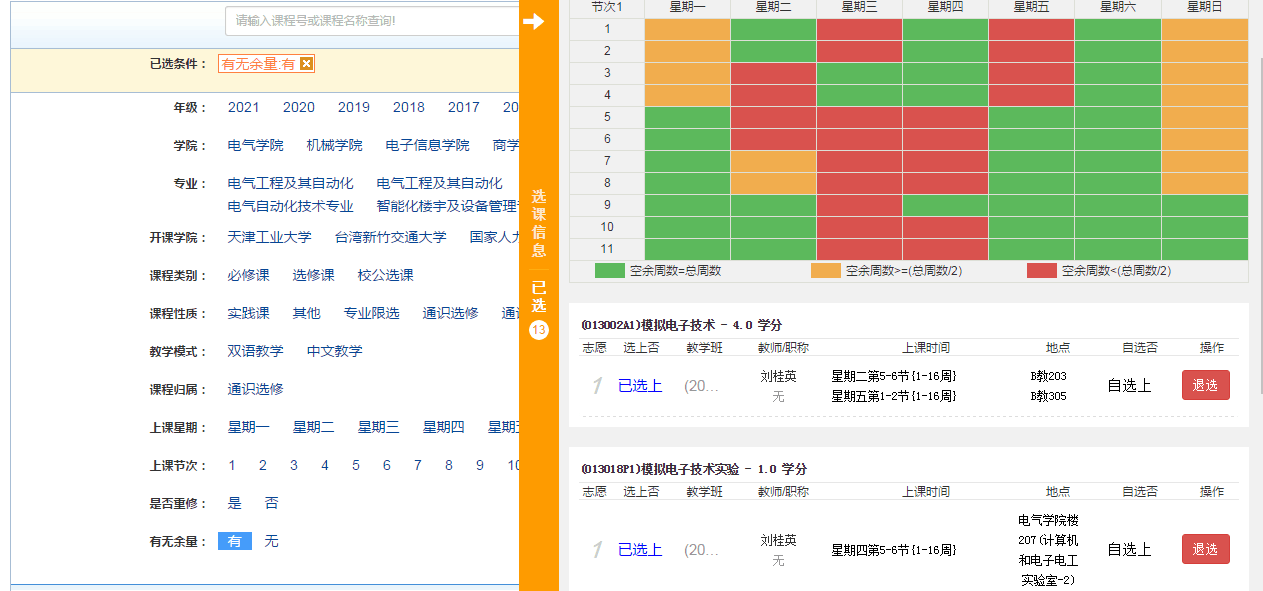 请输入课程号或课程名称查询!
已选条件： 有无余量:有
年级： 2021 2020 2019 2018 2017 20
学院： 电气学院 机械学院 电子信息学院 商学
专业： 电气工程及其自动化 电气工程及其自动化
电气自动化技术专业 智能化楼宇及设备管理
开课学院： 天津工业大学 台湾新竹交通大学 国家人
课程类别： 必修课 选修课 校公选课
课程性质： 实践课 其他 专业限选 通识选修 通
教学模式： 双语教学 中文教学
课程归属： 通识选修
上课星期： 星期一 星期二 星期三 星期四 星期
上课节次： 1 2 3 4 5 6 7 8 9 10
是否重修： 是 否
有无余量： 有 无
选课信息
已选
13
节次1 星期一 星期二 星期三 星期四 星期五 星期六 星期日
1
2
3
4
5
6
7
8
9
10
11
空余周数=总周数 空余周数>=(总周数/2) 空余周数<(总周数/2)
(013002A1)模拟电子技术 - 4.0 学分
志愿 选上否 教学班 教师/职称 上课时间 地点 自选否 操作
1 已选上 (20... 刘桂英 无 星期二第5-6节{1-16周} B教203 自选上 退选
星期五第1-2节{1-16周} B教305
(013018P1)模拟电子技术实验 - 1.0 学分
志愿 选上否 教学班 教师/职称 上课时间 地点 自选否 操作
1 已选上 (20... 刘桂英 无 星期四第5-6节{1-16周} 自选上 退选
电气学院楼
207(计算机
和电子电工
实验室-2)